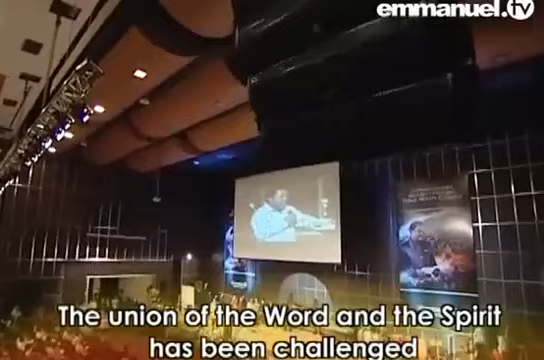 emmanuel.tv
The union of the Word and the Spirit
has been challenged